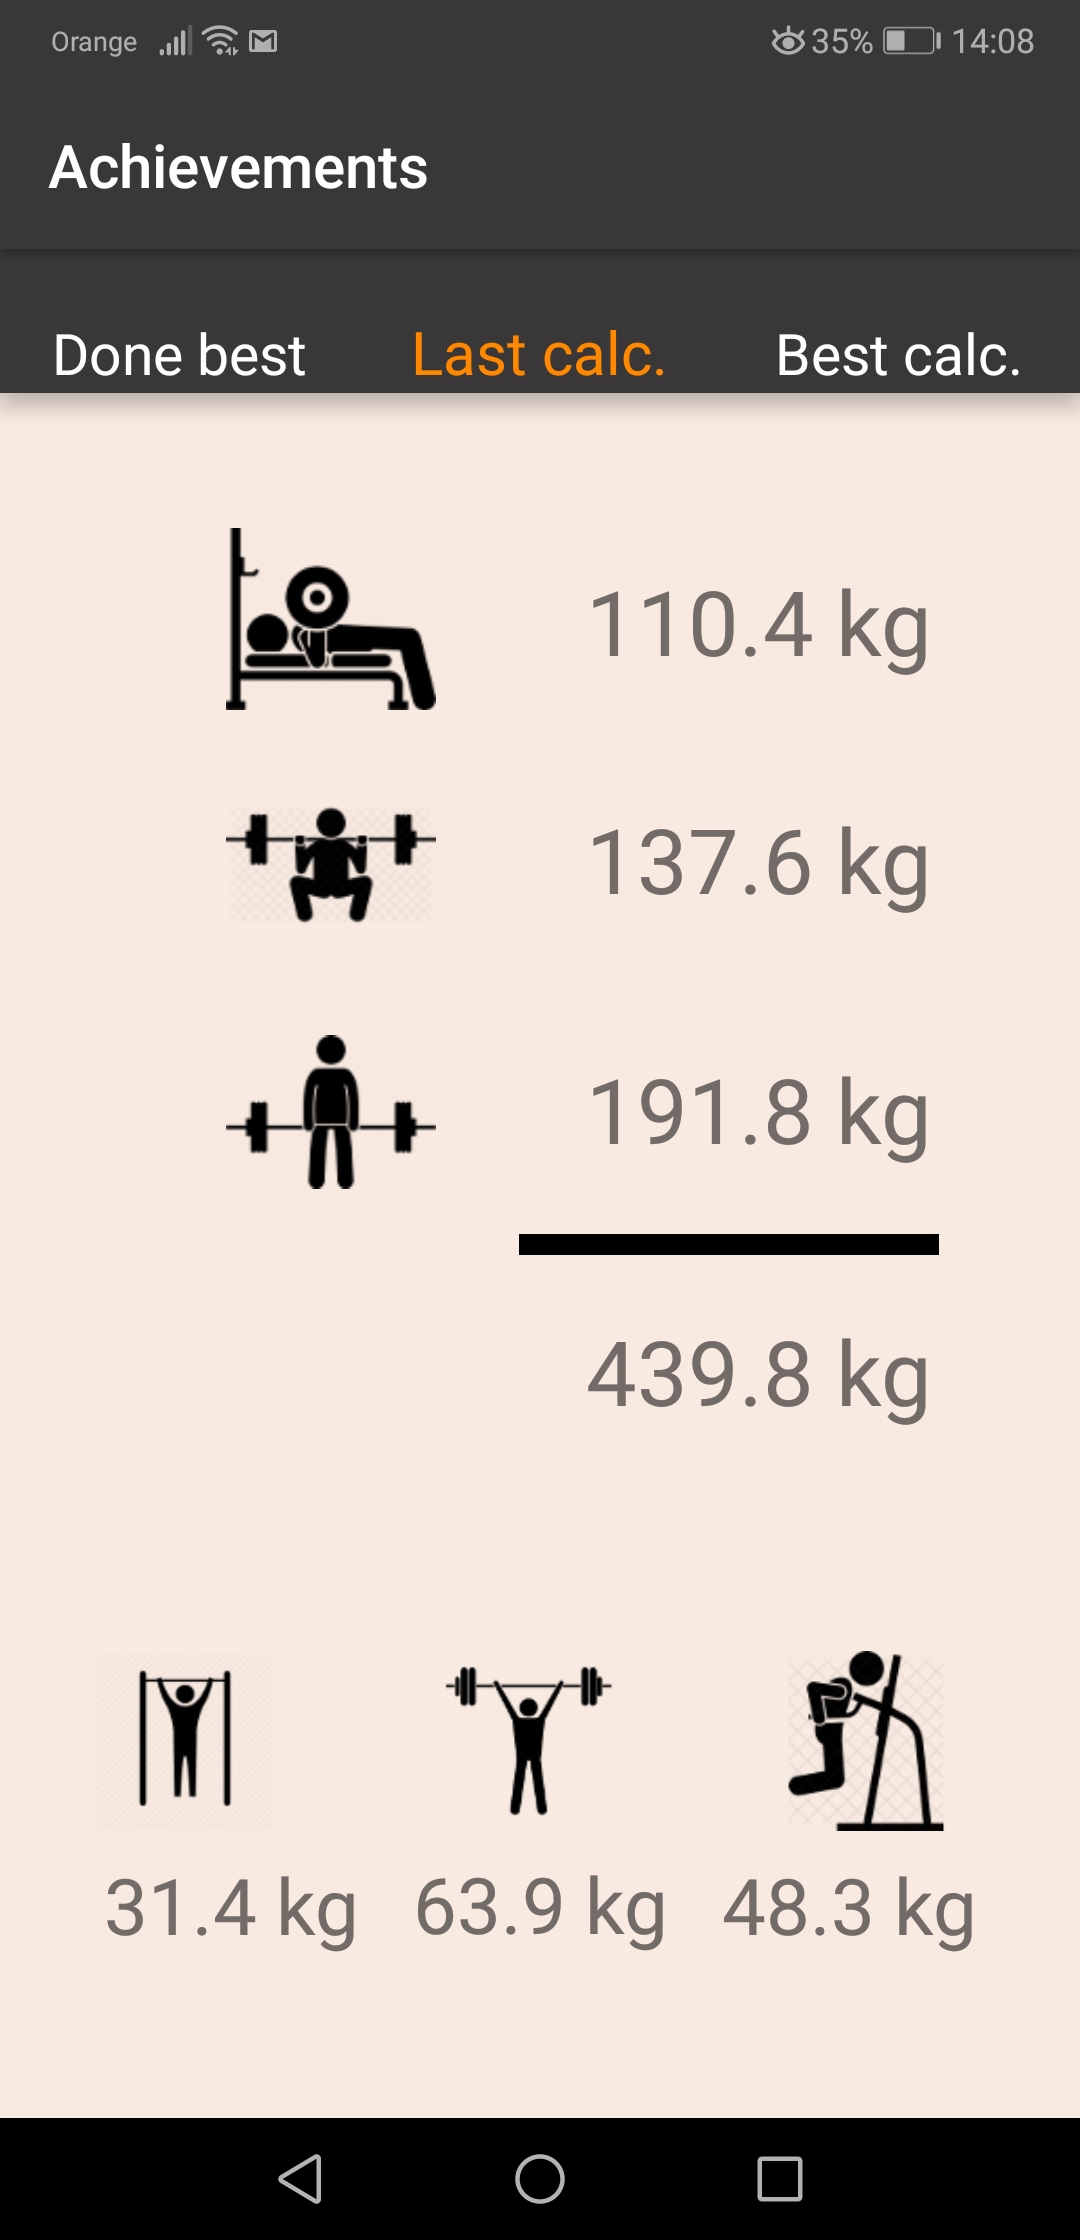 Orange 35% 14:08
Achievements
Done best Last calc. Best calc.
110.4 kg
137.6 kg
191.8 kg
439.8 kg
31.4 kg 63.9 kg 48.3 kg